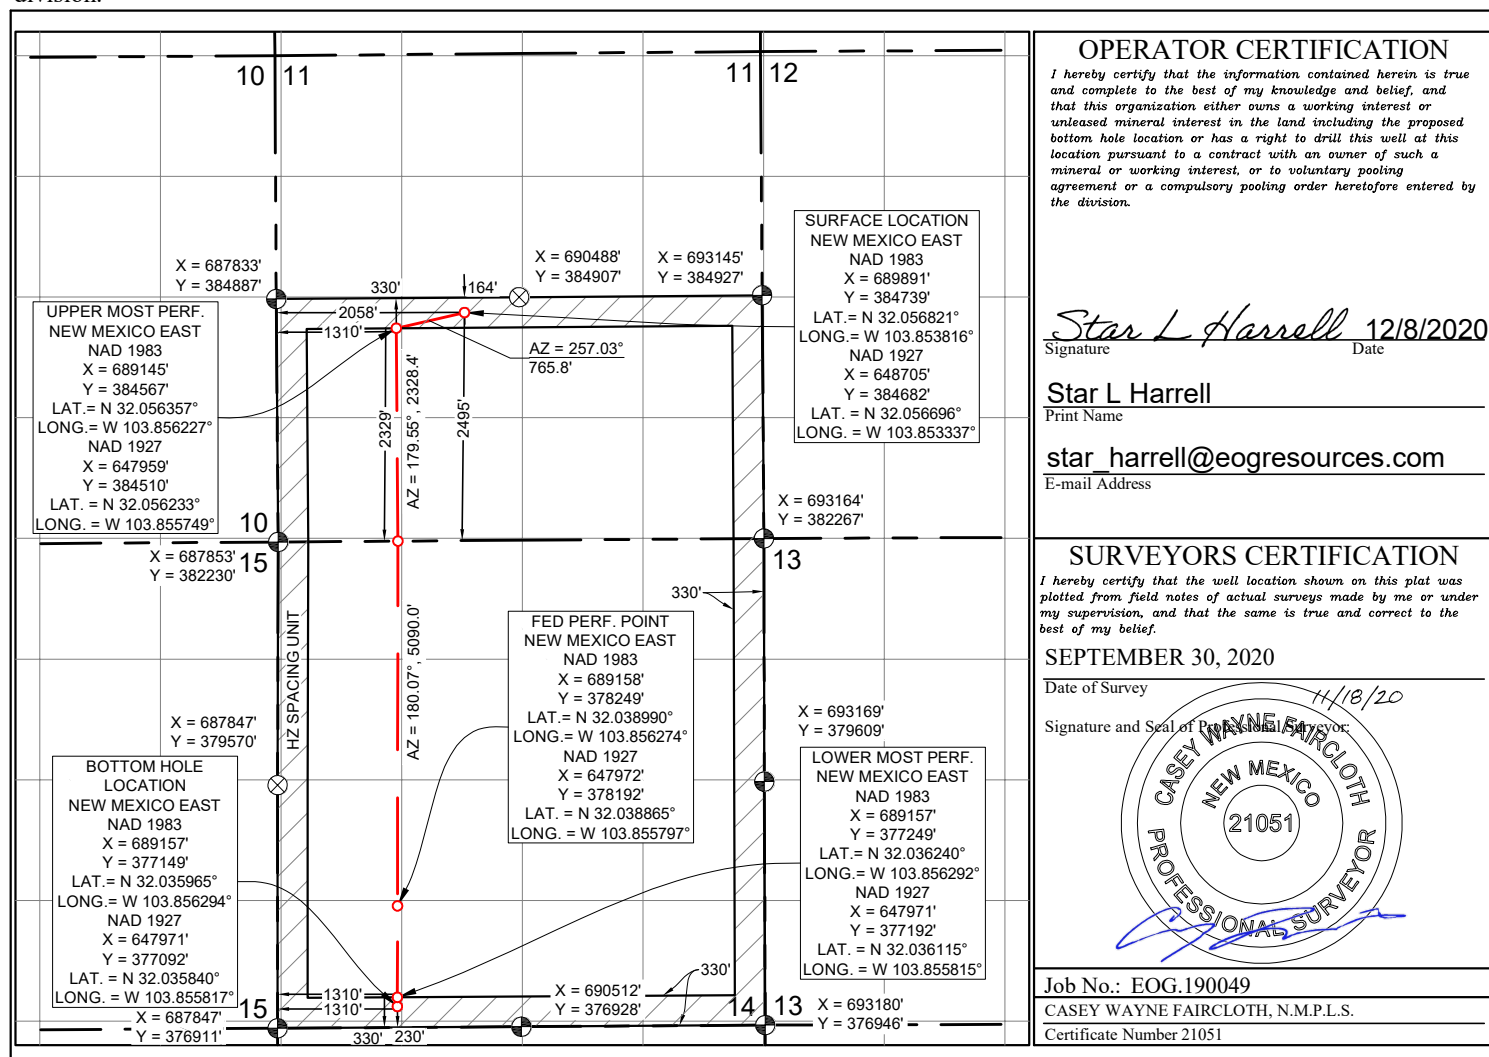 division.
10 11
11 12
X = 687833'
Y = 384887'
X = 690488'
Y = 384907'
X = 693145'
Y = 384927'
330'
164'
2058'
1310'
UPPER MOST PERF.
NEW MEXICO EAST
NAD 1983
X = 689145'
Y = 384567'
LAT.= N 32.056357°
LONG.= W 103.856227°
NAD 1927
X = 647959'
Y = 384510'
LAT. = N 32.056233°
LONG. = W 103.855749°
SURFACE LOCATION
NEW MEXICO EAST
NAD 1983
X = 689891'
Y = 384739'
LAT.= N 32.056821°
LONG.= W 103.853816°
NAD 1927
X = 648705'
Y = 384682'
LAT. = N 32.056696°
LONG. = W 103.853337°
AZ = 257.03°
765.8'
2329'
AZ = 179.55°, 2328.4'
2495'
10
15
X = 687853'
Y = 382230'
X = 693164'
Y = 382267'
13
330'
HZ SPACING UNIT
AZ = 180.07°, 5090.0'
FED PERF. POINT
NEW MEXICO EAST
NAD 1983
X = 689158'
Y = 378249'
LAT.= N 32.038990°
LONG.= W 103.856274°
NAD 1927
X = 647972'
Y = 378192'
LAT. = N 32.038865°
LONG. = W 103.855797°
X = 687847'
Y = 379570'
X = 693169'
Y = 379609'
BOTTOM HOLE
LOCATION
NEW MEXICO EAST
NAD 1983
X = 689157'
Y = 377149'
LAT.= N 32.035965°
LONG.= W 103.856294°
NAD 1927
X = 647971'
Y = 377092'
LAT. = N 32.035840°
LONG. = W 103.855817°
LOWER MOST PERF.
NEW MEXICO EAST
NAD 1983
X = 689157'
Y = 377249'
LAT.= N 32.036240°
LONG.= W 103.856292°
NAD 1927
X = 647971'
Y = 377192'
LAT. = N 32.036115°
LONG. = W 103.855815°
330'
1310'
1310'
X = 690512'
Y = 376928'
15
14 13
X = 687847'
Y = 376911'
X = 693180'
Y = 376946'
330'
230'
OPERATOR CERTIFICATION
I hereby certify that the information contained herein is true
and complete to the best of my knowledge and belief, and
that this organization either owns a working interest or
unleased mineral interest in the land including the proposed
bottom hole location or has a right to drill this well at this
location pursuant to a contract with an owner of such a
mineral or working interest, or to voluntary pooling
agreement or a compulsory pooling order heretofore entered by
the division.
Star L Harrell 12/8/2020
Signature Date
Star L Harrell
Print Name
star_harrell@eogresources.com
E-mail Address
SURVEYORS CERTIFICATION
I hereby certify that the well location shown on this plat was
plotted from field notes of actual surveys made by me or under
my supervision, and that the same is true and correct to the
best of my belief.
SEPTEMBER 30, 2020
Date of Survey
11/18/20
Signature and Seal of Professional Surveyor:
CASEY WAYNE FAIRCLOTH
NEW MEXICO
21051
PROFESSIONAL SURVEYOR
Job No.: EOG.190049
CASEY WAYNE FAIRCLOTH, N.M.P.L.S.
Certificate Number 21051